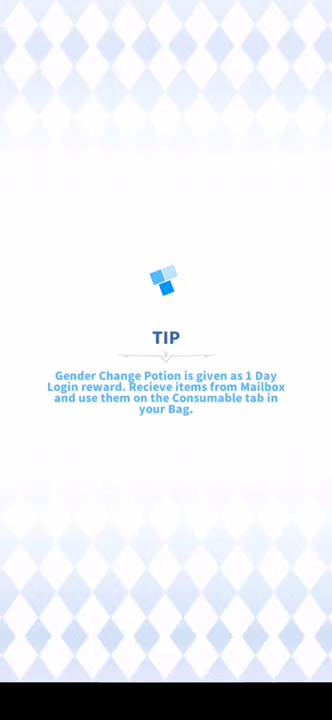 TIP
Gender Change Potion is given as 1 Day
Login reward. Recieve items from Mailbox
and use them on the Consumable tab in
your Bag.